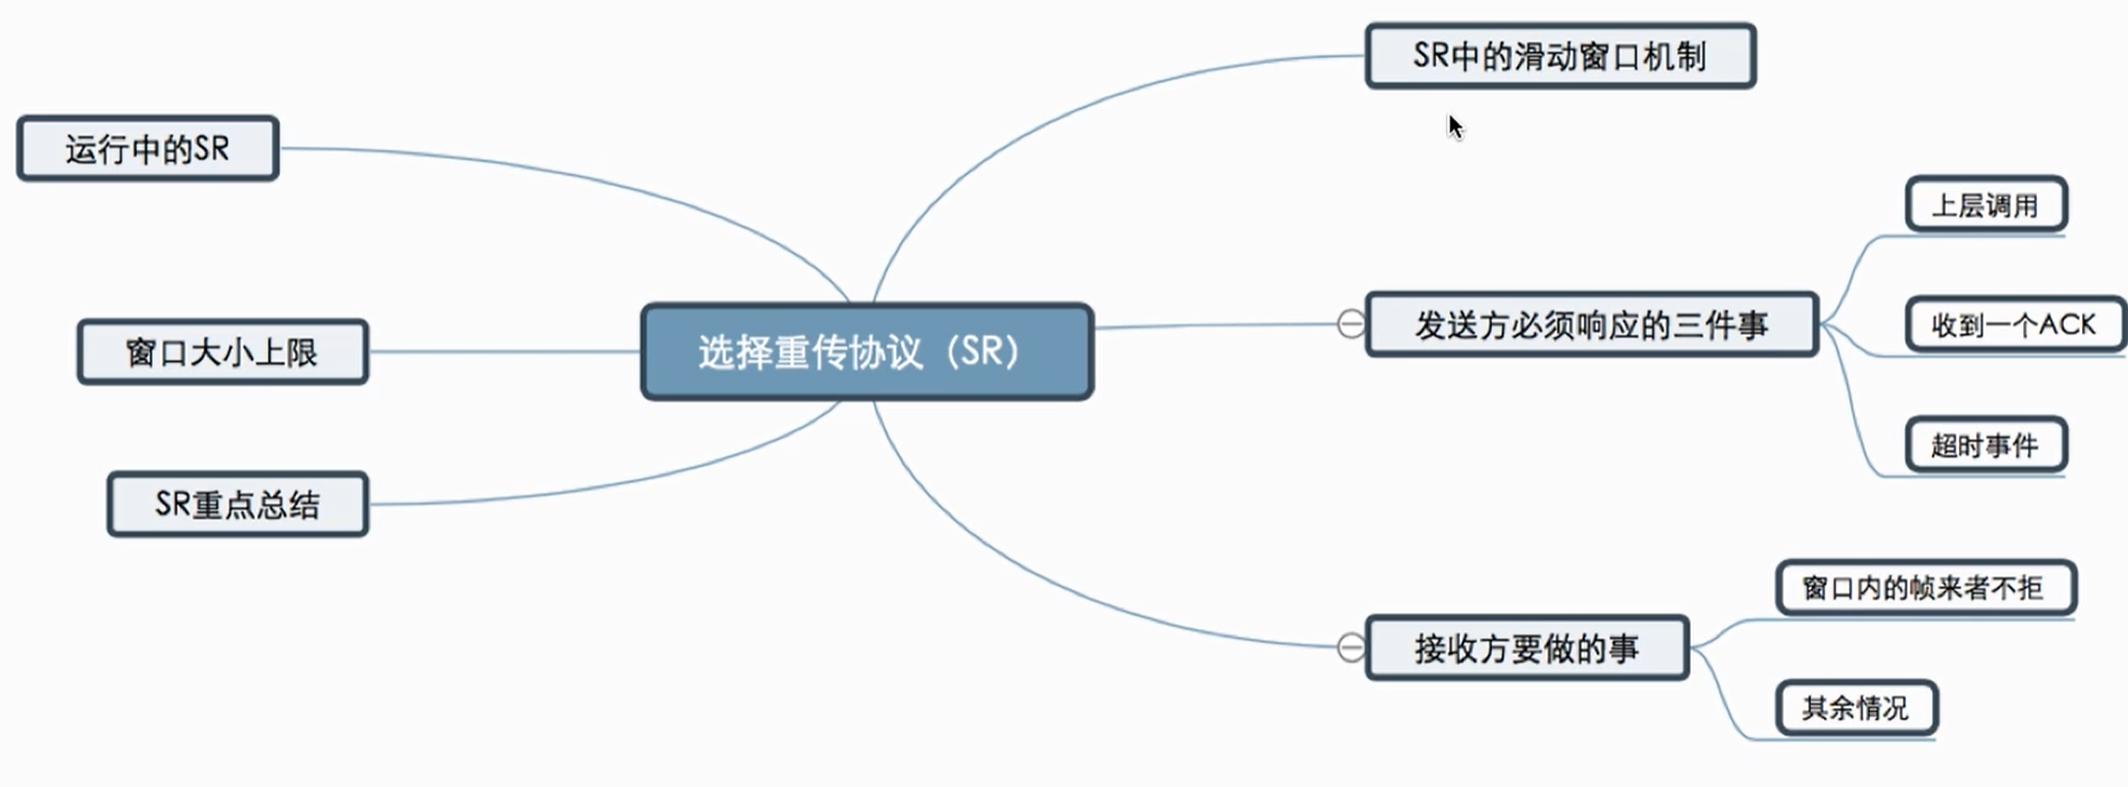 选择重传协议（SR）
SR中的滑动窗口机制
发送方必须响应的三件事
上层调用
收到一个ACK
超时事件
接收方要做的事
窗口内的帧来者不拒
其余情况
运行中的SR
窗口大小上限
SR重点总结